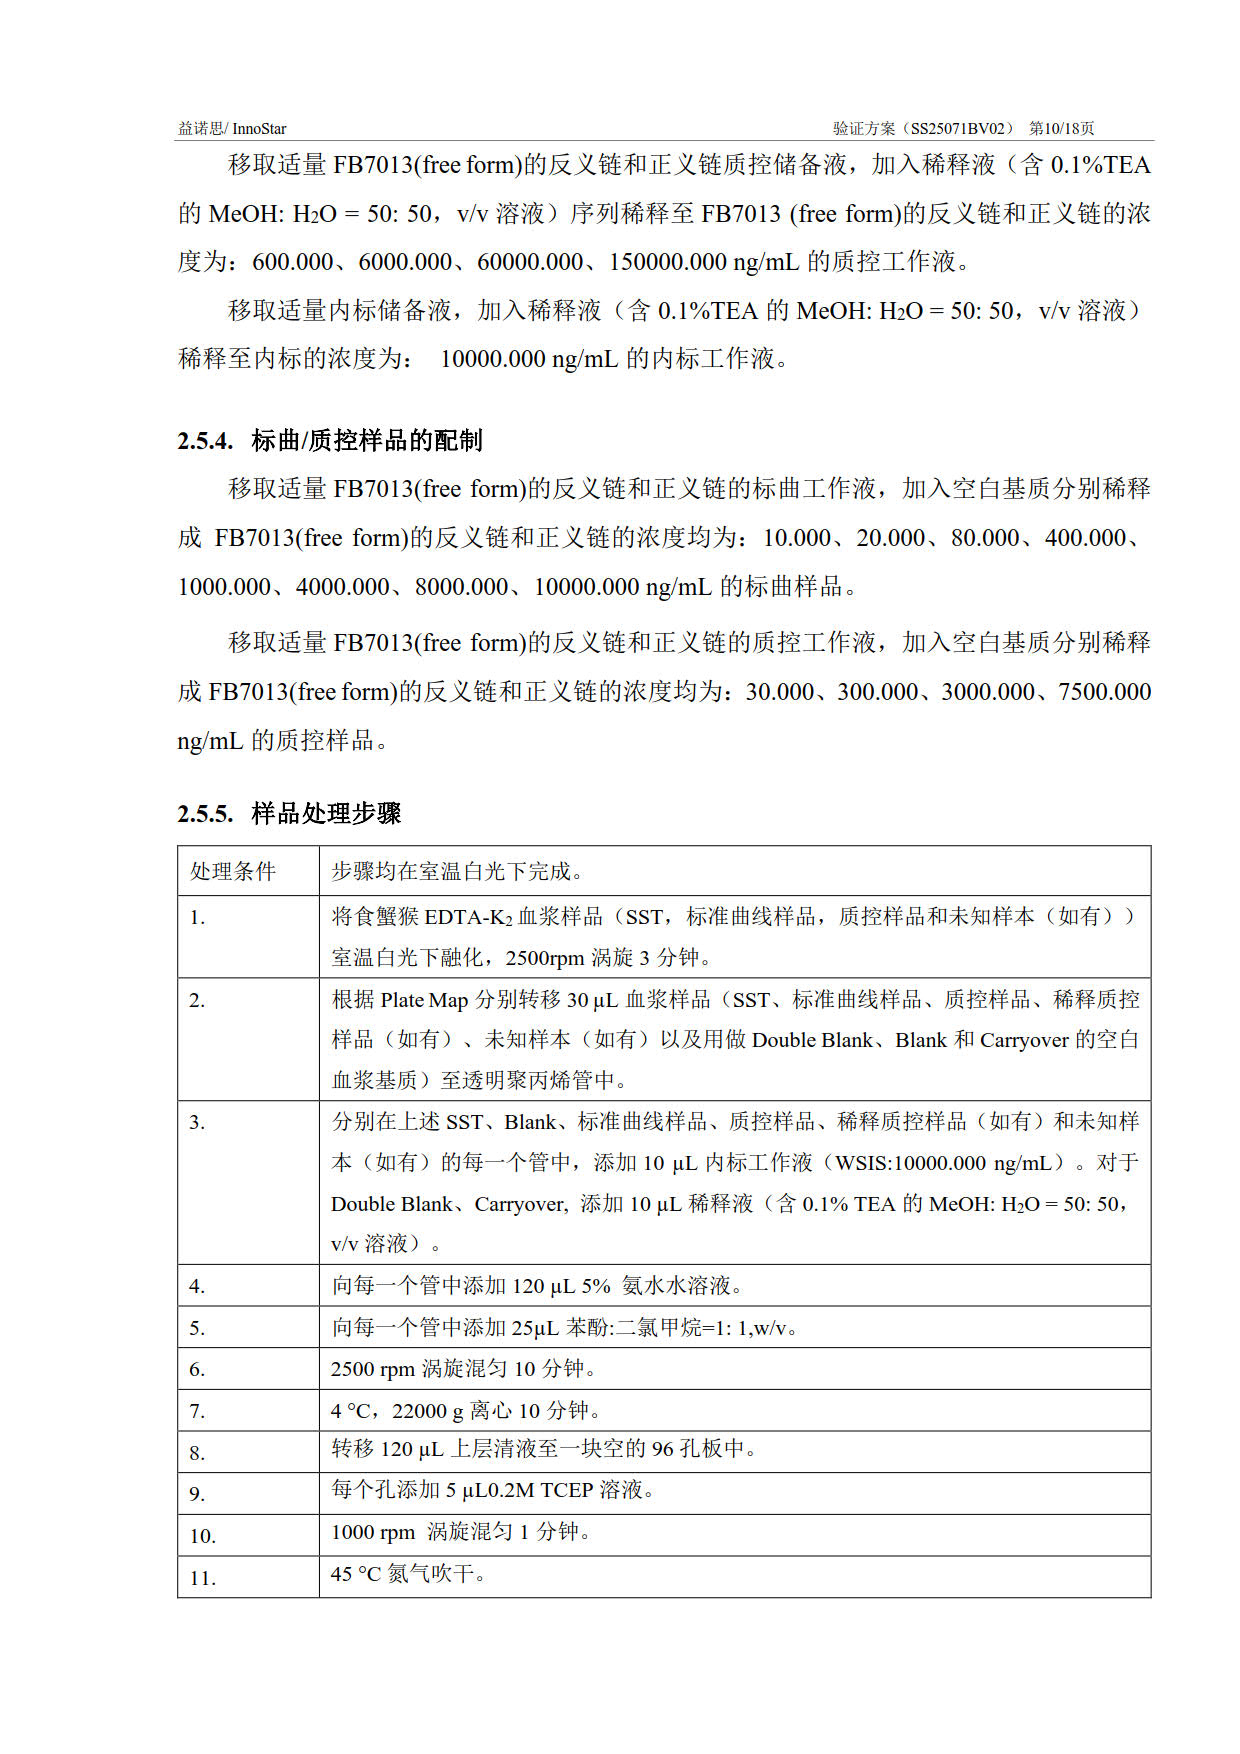 益诺思/ InnoStar 验证方案（SS25071BV02） 第10/18页
移取适量 FB7013(free form)的反义链和正义链质控储备液，加入稀释液（含 0.1%TEA
的 MeOH: H2O = 50: 50，v/v 溶液）序列稀释至 FB7013 (free form)的反义链和正义链的浓
度为：600.000、6000.000、60000.000、150000.000 ng/mL 的质控工作液。
移取适量内标储备液，加入稀释液（含 0.1%TEA 的 MeOH: H2O = 50: 50，v/v 溶液）
稀释至内标的浓度为： 10000.000 ng/mL 的内标工作液。
2.5.4. 标曲/质控样品的配制
移取适量 FB7013(free form)的反义链和正义链的标曲工作液，加入空白基质分别稀释
成 FB7013(free form)的反义链和正义链的浓度均为：10.000、20.000、80.000、400.000、
1000.000、4000.000、8000.000、10000.000 ng/mL 的标曲样品。
移取适量 FB7013(free form)的反义链和正义链的质控工作液，加入空白基质分别稀释
成 FB7013(free form)的反义链和正义链的浓度均为：30.000、300.000、3000.000、7500.000
ng/mL 的质控样品。
2.5.5. 样品处理步骤
处理条件 步骤均在室温白光下完成。
1. 将食蟹猴 EDTA-K2 血浆样品（SST，标准曲线样品，质控样品和未知样本（如有））
室温白光下融化，2500rpm 涡旋 3 分钟。
2. 根据 Plate Map 分别转移 30 µL 血浆样品（SST、标准曲线样品、质控样品、稀释质控
样品（如有）、未知样本（如有）以及用做 Double Blank、Blank 和 Carryover 的空白
血浆基质）至透明聚丙烯管中。
3. 分别在上述 SST、Blank、标准曲线样品、质控样品、稀释质控样品（如有）和未知样
本（如有）的每一个管中，添加 10 µL 内标工作液（WSIS:10000.000 ng/mL）。对于
Double Blank、Carryover, 添加 10 µL 稀释液（含 0.1% TEA 的 MeOH: H2O = 50: 50，
v/v 溶液）。
4. 向每一个管中添加 120 µL 5% 氨水水溶液。
5. 向每一个管中添加 25µL 苯酚:二氯甲烷=1: 1,w/v。
6. 2500 rpm 涡旋混匀 10 分钟。
7. 4 °C，22000 g 离心 10 分钟。
8. 转移 120 µL 上层清液至一块空的 96 孔板中。
9. 每个孔添加 5 µL0.2M TCEP 溶液。
10. 1000 rpm 涡旋混匀 1 分钟。
11. 45 °C 氮气吹干。